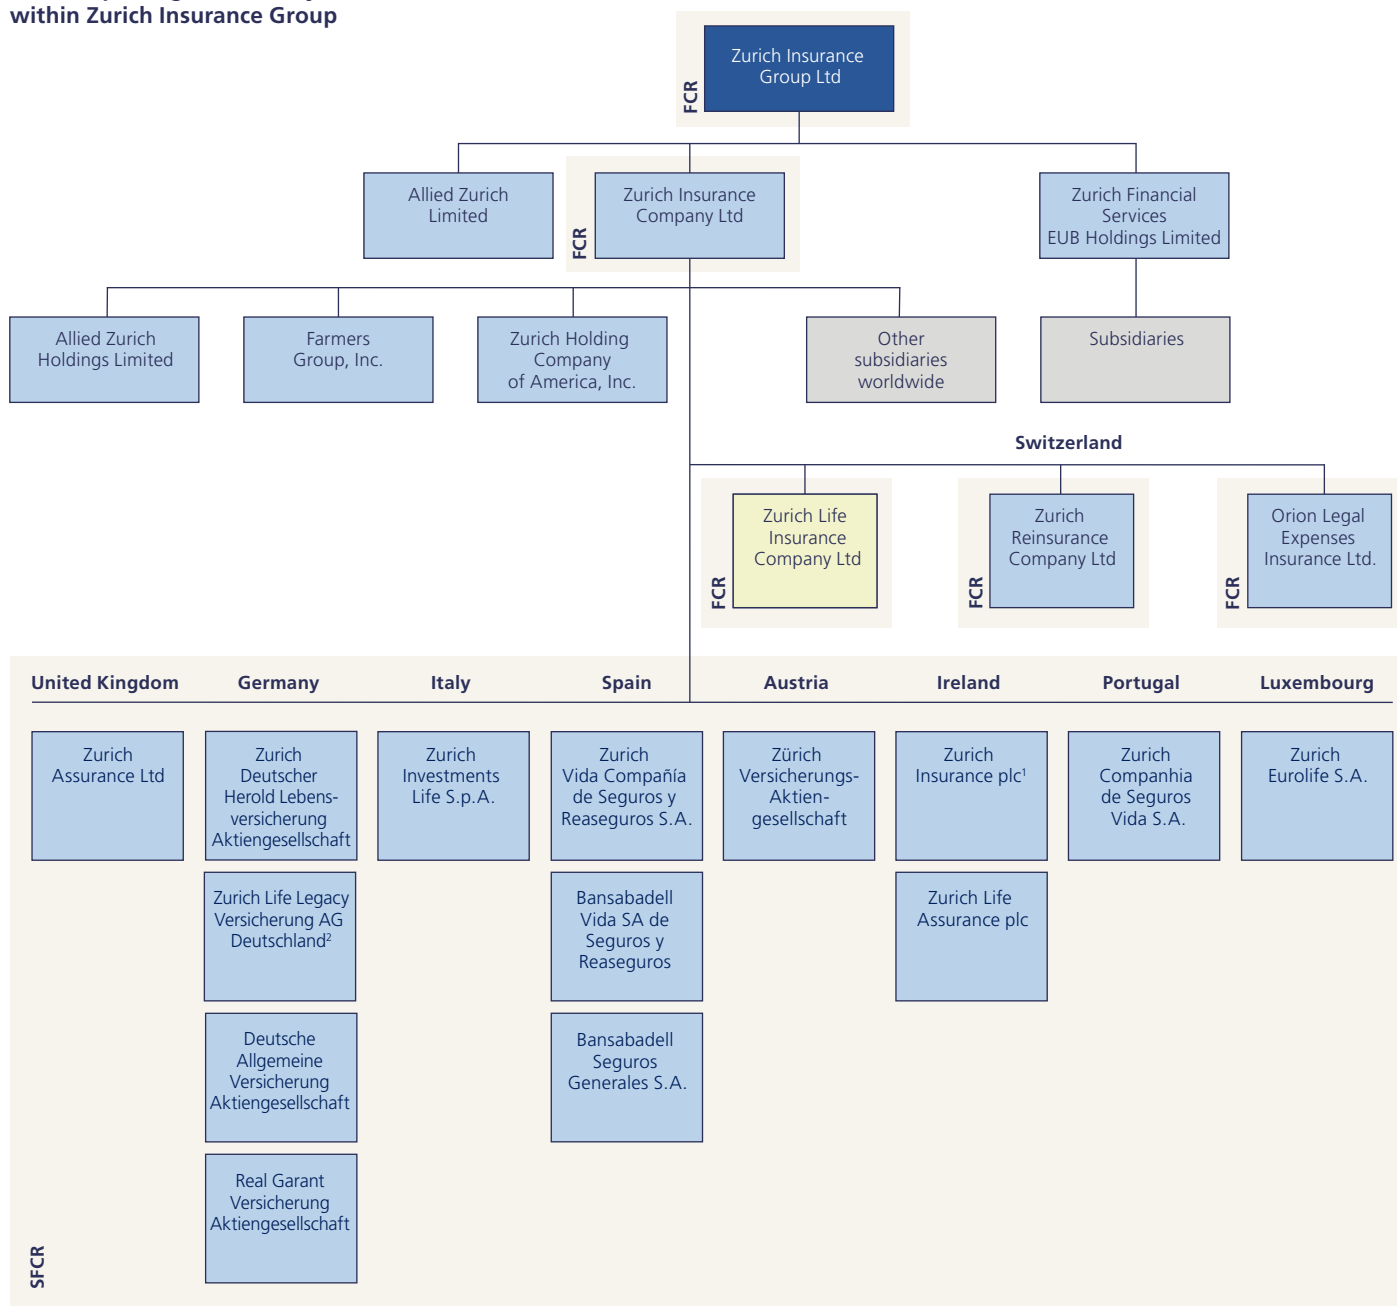 within Zurich Insurance Group
Zurich Insurance
Group Ltd
FCR
Allied Zurich
Limited
Zurich Insurance
Company Ltd
FCR
Zurich Financial
Services
EUB Holdings Limited
Allied Zurich
Holdings Limited
Farmers
Group, Inc.
Zurich Holding
Company
of America, Inc.
Other
subsidiaries
worldwide
Subsidiaries
Switzerland
Zurich Life
Insurance
Company Ltd
FCR
Zurich
Reinsurance
Company Ltd
FCR
Orion Legal
Expenses
Insurance Ltd.
FCR
United Kingdom
Germany
Italy
Spain
Austria
Ireland
Portugal
Luxembourg
Zurich
Assurance Ltd
Zurich
Deutscher
Herold Lebens-
versicherung
Aktiengesellschaft
Zurich
Investments
Life S.p.A.
Zurich
Vida Compañía
de Seguros y
Reaseguros S.A.
Zürich
Versicherungs-
Aktien-
gesellschaft
Zurich
Insurance plc¹
Zurich
Companhia
de Seguros
Vida S.A.
Zurich
Eurolife S.A.
Zurich Life Legacy
Versicherung AG
Deutschland²
Bansabadell
Vida SA de
Seguros y
Reaseguros
Zurich Life
Assurance plc
Deutsche
Allgemeine
Versicherung
Aktiengesellschaft
Bansabadell
Seguros
Generales S.A.
Real Garant
Versicherung
Aktiengesellschaft
SFCR